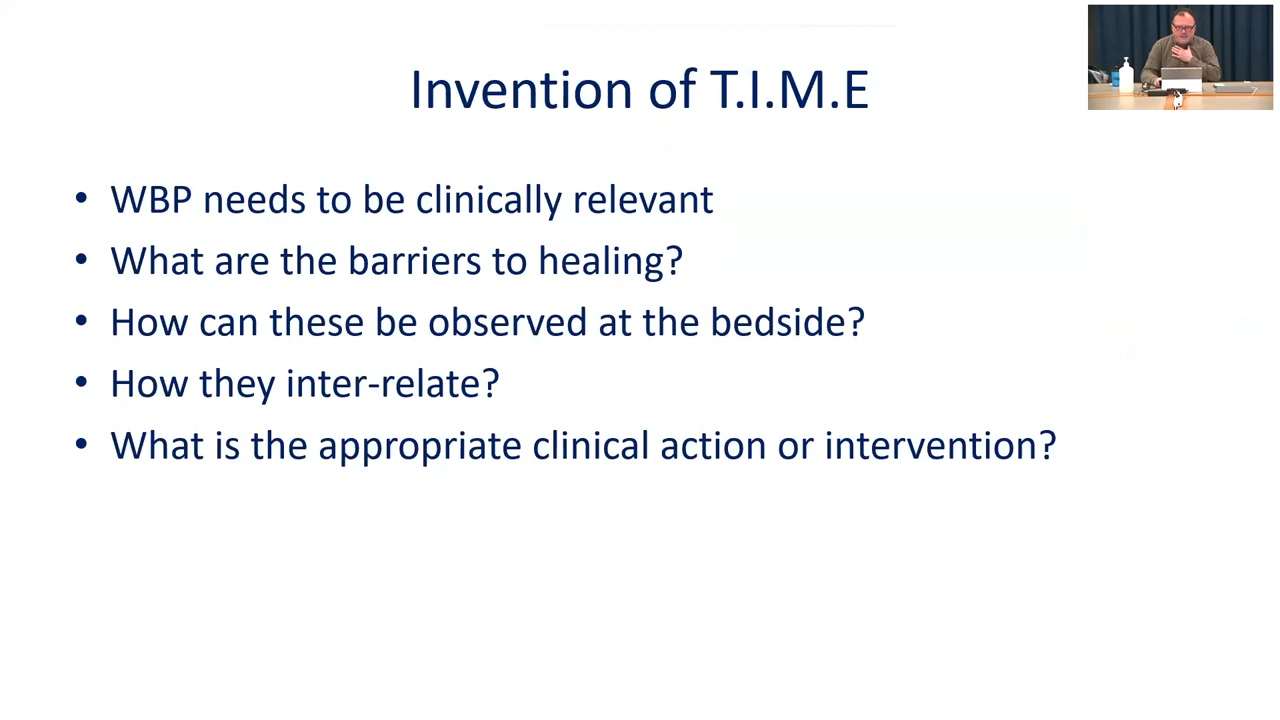 Invention of T.I.M.E
• WBP needs to be clinically relevant
• What are the barriers to healing?
• How can these be observed at the bedside?
• How they inter-relate?
• What is the appropriate clinical action or intervention?